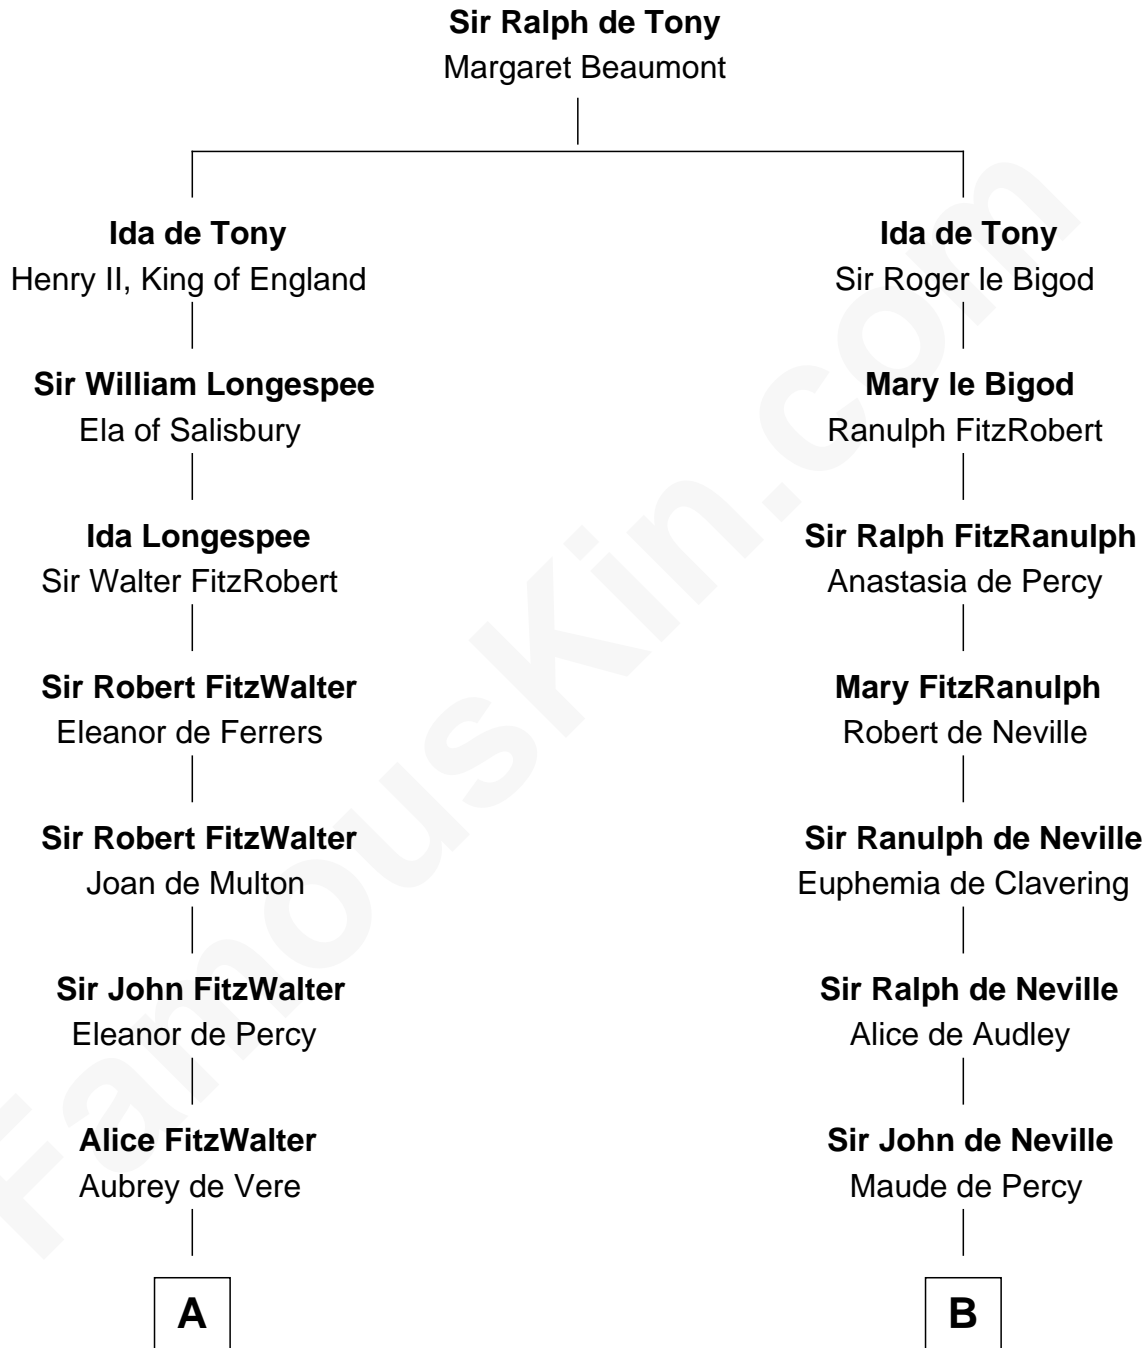 Sir Ralph de Tony
Margaret Beaumont
Ida de Tony
Henry II, King of England
Sir William Longespee
Ela of Salisbury
Ida Longespee
Sir Walter FitzRobert
Sir Robert FitzWalter
Eleanor de Ferrers
Sir Robert FitzWalter
Joan de Multon
Sir John FitzWalter
Eleanor de Percy
Alice FitzWalter
Aubrey de Vere
A
Ida de Tony
Sir Roger le Bigod
Mary le Bigod
Ranulph FitzRobert
Sir Ralph FitzRanulph
Anastasia de Percy
Mary FitzRanulph
Robert de Neville
Sir Ranulph de Neville
Euphemia de Clavering
Sir Ralph de Neville
Alice de Audley
Sir John de Neville
Maude de Percy
B
FamousKin.com